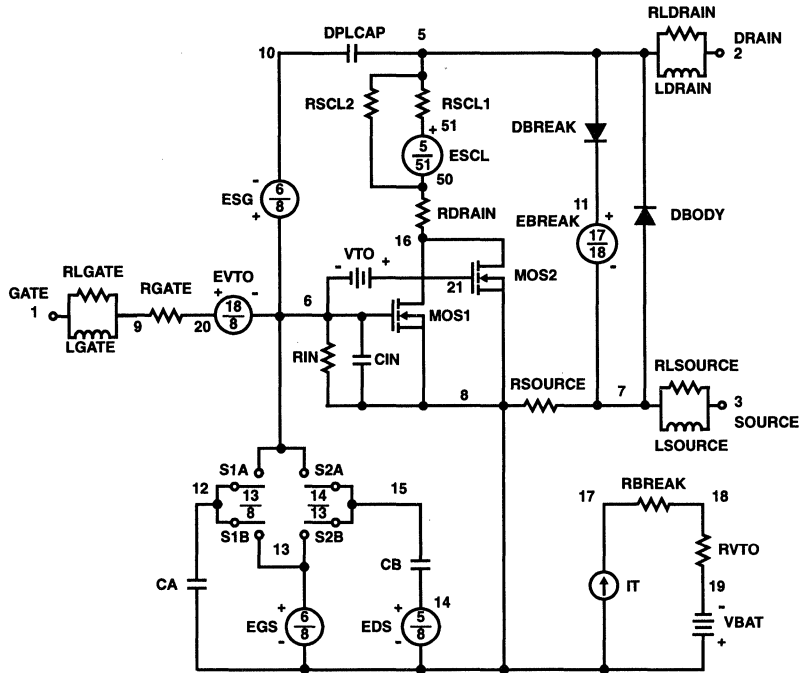 RLDRAIN
DPLCAP 5 DRAIN
10 2
LDRAIN
RSCL2 RSCL1
+ 51
DBREAK
5
51
ESCL
50
-
ESG 6
8
+
RDRAIN
11 +
DBODY
EBREAK 17
18
-
16
VTO
- +
MOS2
21
RLGATE
GATE
1
RGATE
EVTO
+ -
18
8
6
MOS1
9 20
LGATE
RIN CIN
RLSOURCE
8 RSOURCE 7
3
SOURCE
LSOURCE
S1A S2A
12 13
8
14
13
15
S1B S2B
13
RBREAK
17 18
RVTO
CA CB
IT
19
-
VBAT
+
14
+
EGS 6
8
-
+
EDS 5
8
-